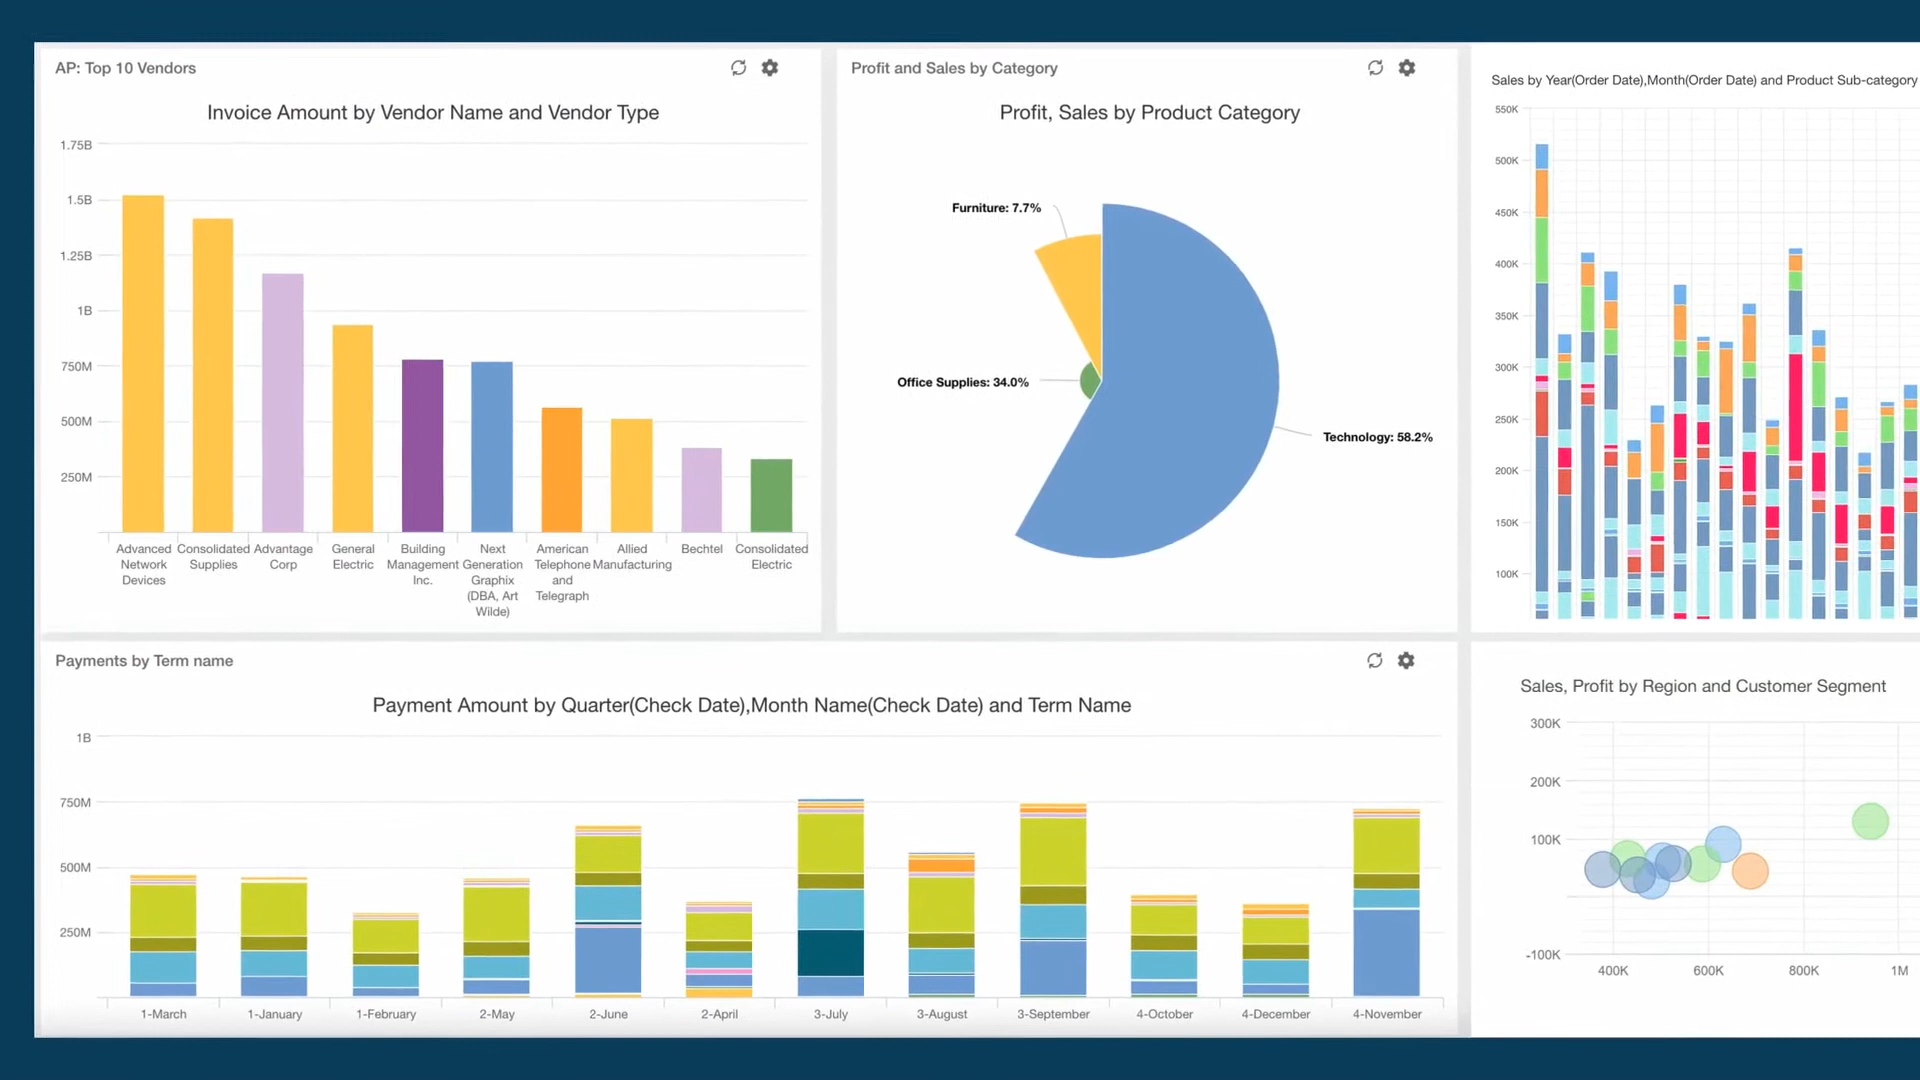 AP: Top 10 Vendors
Invoice Amount by Vendor Name and Vendor Type
1.75B
1.5B
1.25B
1B
750M
500M
250M
Advanced Network Devices
Consolidated Supplies
Advantage Corp
General Electric
Building Management Inc.
Next Generation Graphix (DBA, Art Wilde)
American Telephone and Telegraph
Allied Manufacturing
Bechtel
Consolidated Electric
Profit and Sales by Category
Profit, Sales by Product Category
Furniture: 7.7%
Office Supplies: 34.0%
Technology: 58.2%
Sales by Year(Order Date),Month(Order Date) and Product Sub-category
550K
500K
450K
400K
350K
300K
250K
200K
150K
100K
Payments by Term name
Payment Amount by Quarter(Check Date),Month Name(Check Date) and Term Name
1B
750M
500M
250M
1-March 1-January 1-February 2-May 2-June 2-April 3-July 3-August 3-September 4-October 4-December 4-November
Sales, Profit by Region and Customer Segment
300K
200K
100K
-100K
400K 600K 800K 1M